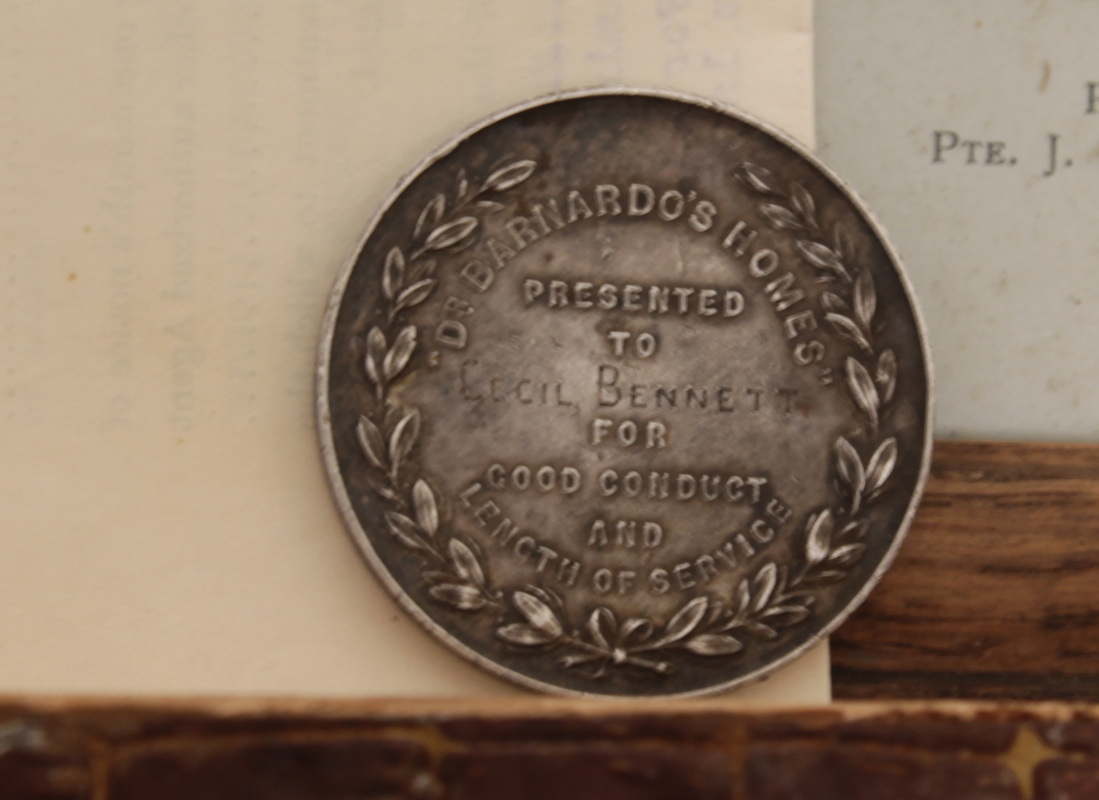 "Dr BARNARDO'S HOMES"
PRESENTED
TO
CECIL BENNETT
FOR
GOOD CONDUCT
AND
LENGTH OF SERVICE
PTE. J.